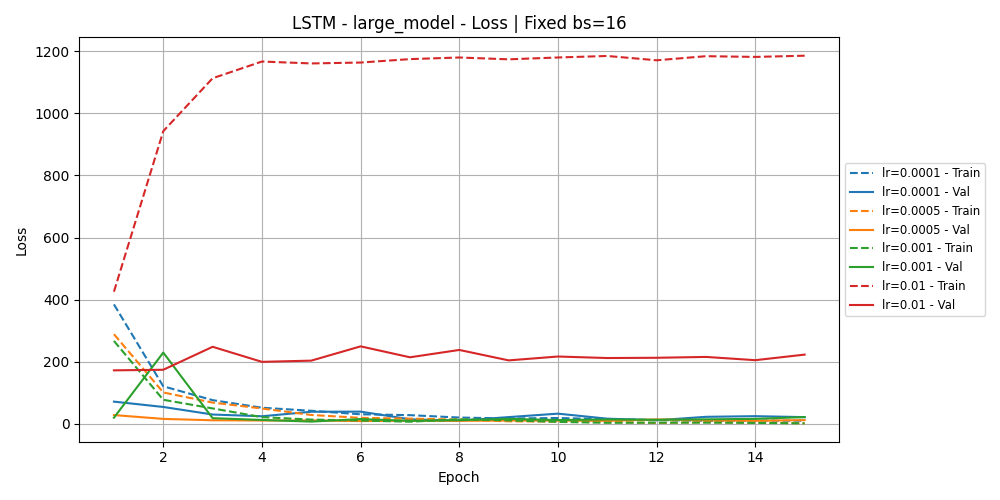 LSTM - large_model - Loss | Fixed bs=16
Loss
1200
1000
800
600
400
200
0
2
4
6
8
10
12
14
Epoch
lr=0.0001 - Train
lr=0.0001 - Val
lr=0.0005 - Train
lr=0.0005 - Val
lr=0.001 - Train
lr=0.001 - Val
lr=0.01 - Train
lr=0.01 - Val